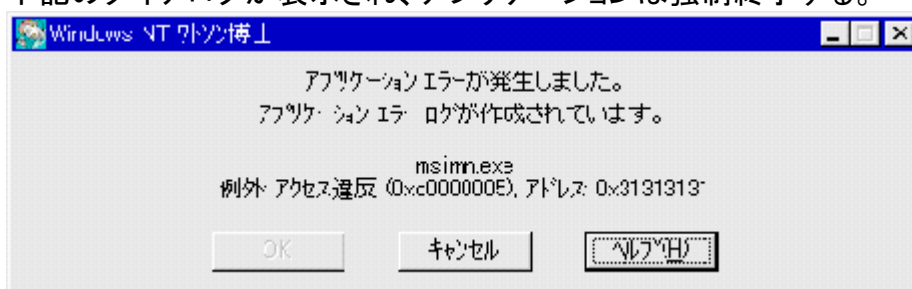 下記のダイアログが表示され、アプリケーションは強制終了する。
Windows NT ワトソン博士
アプリケーション エラーが発生しました。
アプリケーション エラー ログが作成されています。
msimn.exe
例外: アクセス違反 (0xc0000005), アドレス: 0x31313131
OK
キャンセル
ヘルプ(H)